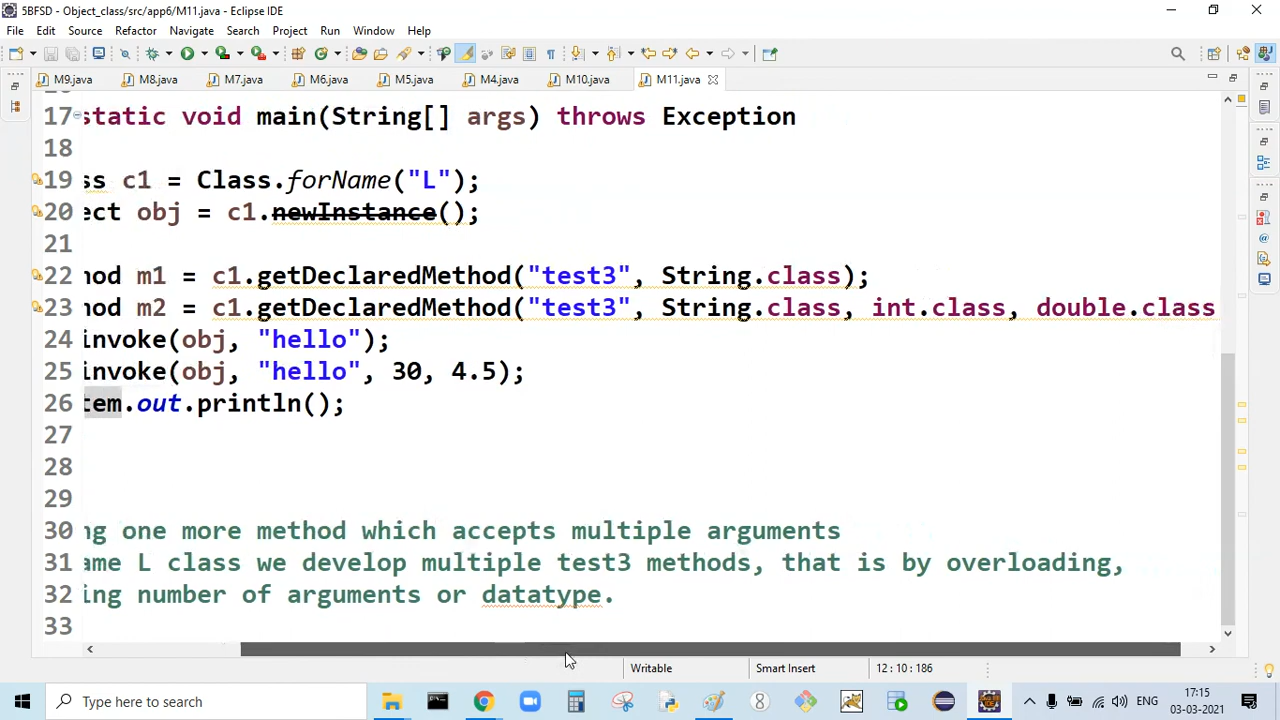 5BFSD - Object_class/src/app6/M11.java - Eclipse IDE
File Edit Source Refactor Navigate Search Project Run Window Help
M9.java M8.java M7.java M6.java M5.java M4.java M10.java M11.java
17 static void main(String[] args) throws Exception
18
19 ss c1 = Class.forName("L");
20 ect obj = c1.newInstance();
21
22 hod m1 = c1.getDeclaredMethod("test3", String.class);
23 hod m2 = c1.getDeclaredMethod("test3", String.class, int.class, double.class
24 invoke(obj, "hello");
25 invoke(obj, "hello", 30, 4.5);
26 tem.out.println();
27
28
29
30 ng one more method which accepts multiple arguments
31 ame L class we develop multiple test3 methods, that is by overloading,
32 ing number of arguments or datatype.
33
Writable Smart Insert 12 : 10 : 186
Type here to search
ENG
7:15
03-03-2021